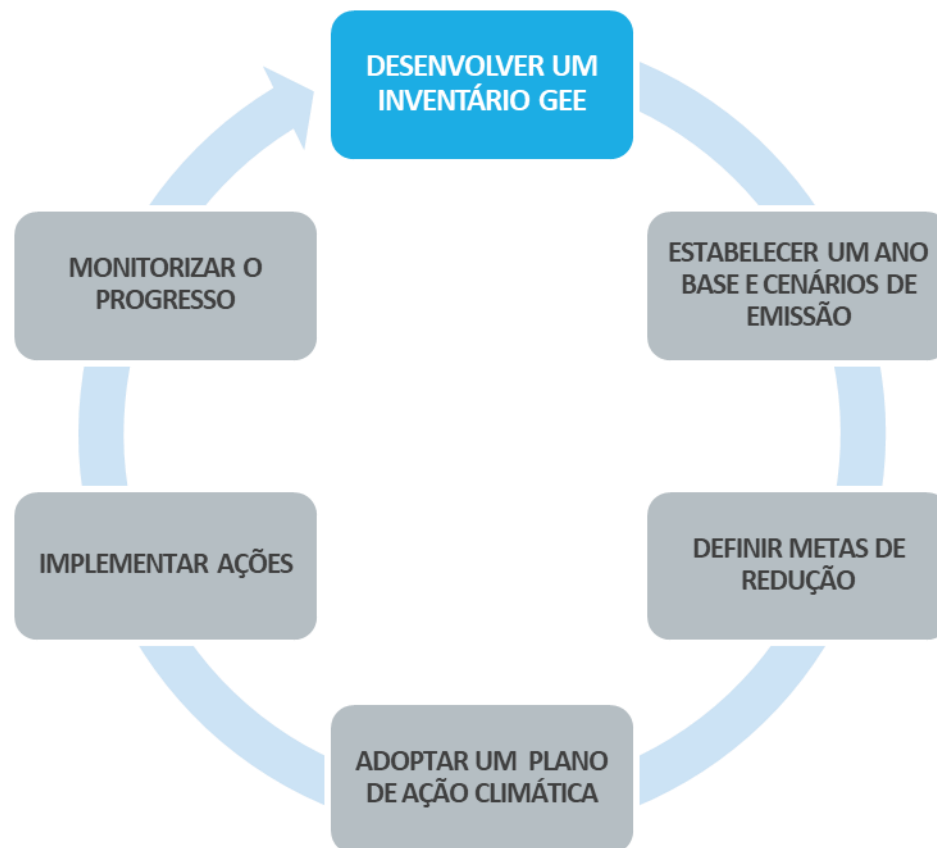 DESENVOLVER UM
INVENTÁRIO GEE
ESTABELECER UM ANO
BASE E CENÁRIOS DE
EMISSÃO
DEFINIR METAS DE
REDUÇÃO
ADOPTAR UM PLANO
DE AÇÃO CLIMÁTICA
IMPLEMENTAR AÇÕES
MONITORIZAR O
PROGRESSO